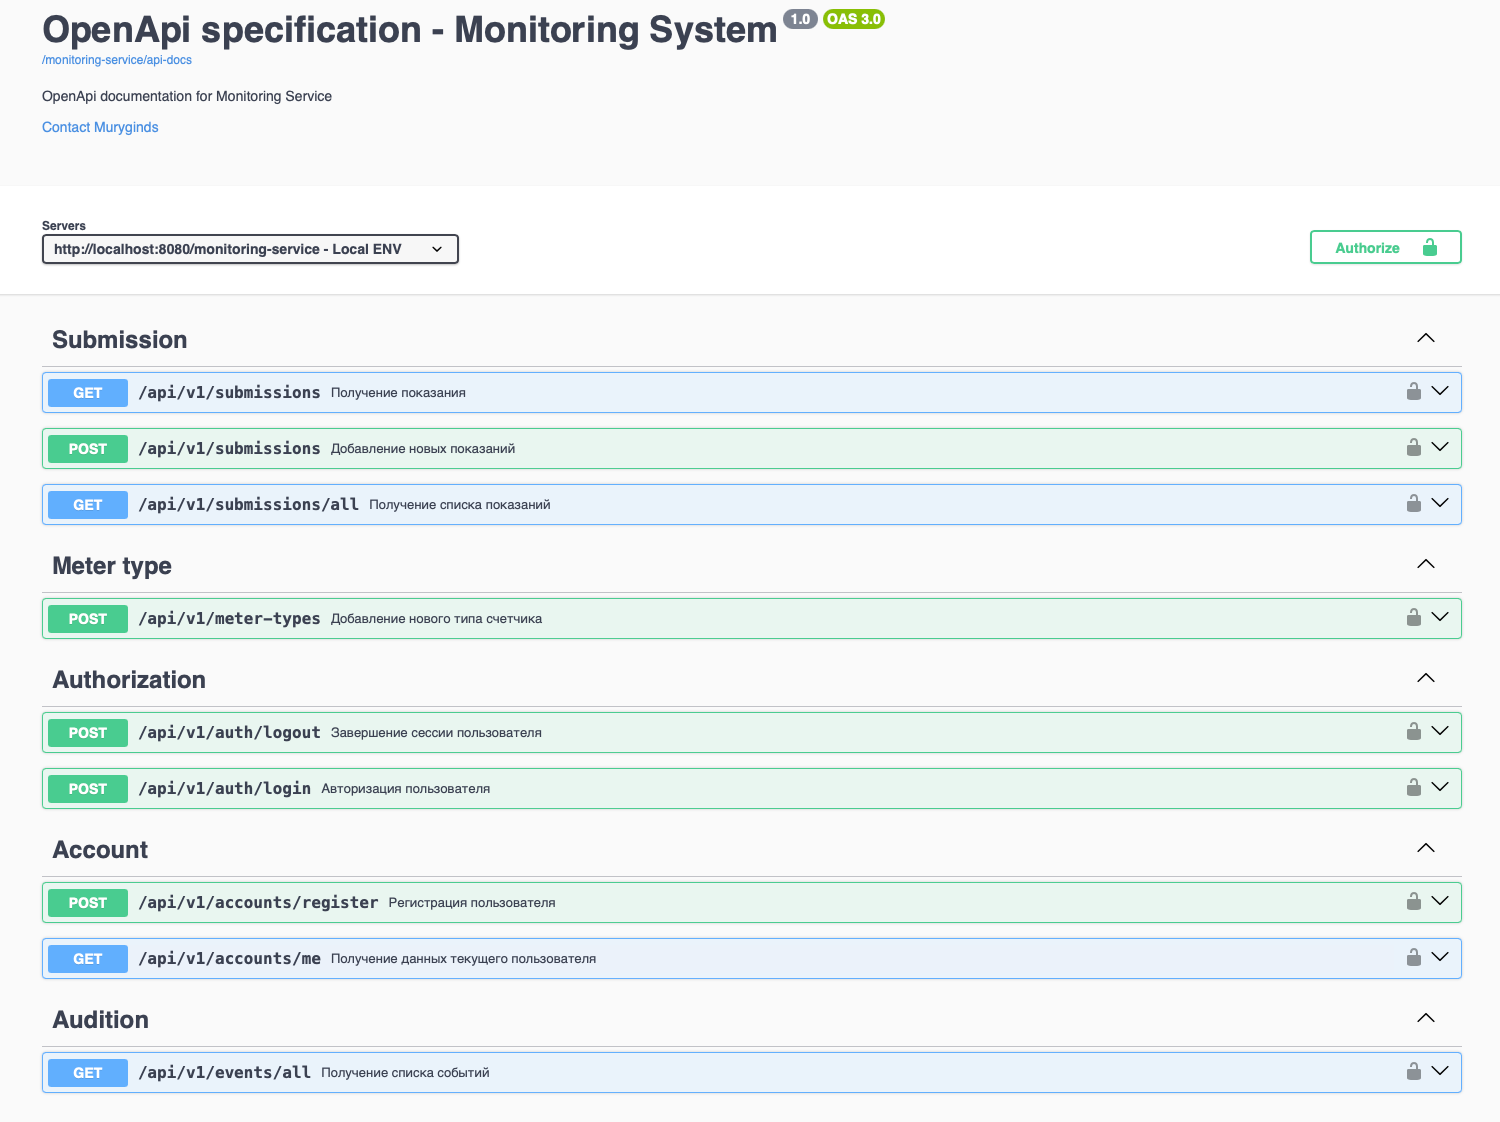 OpenApi specification - Monitoring System 1.0 OAS 3.0
/monitoring-service/api-docs
OpenApi documentation for Monitoring Service
Contact Muryginds
Servers
http://localhost:8080/monitoring-service - Local ENV
Authorize
Submission
GET /api/v1/submissions Получение показания
POST /api/v1/submissions Добавление новых показаний
GET /api/v1/submissions/all Получение списка показаний
Meter type
POST /api/v1/meter-types Добавление нового типа счетчика
Authorization
POST /api/v1/auth/logout Завершение сессии пользователя
POST /api/v1/auth/login Авторизация пользователя
Account
POST /api/v1/accounts/register Регистрация пользователя
GET /api/v1/accounts/me Получение данных текущего пользователя
Audition
GET /api/v1/events/all Получение списка событий